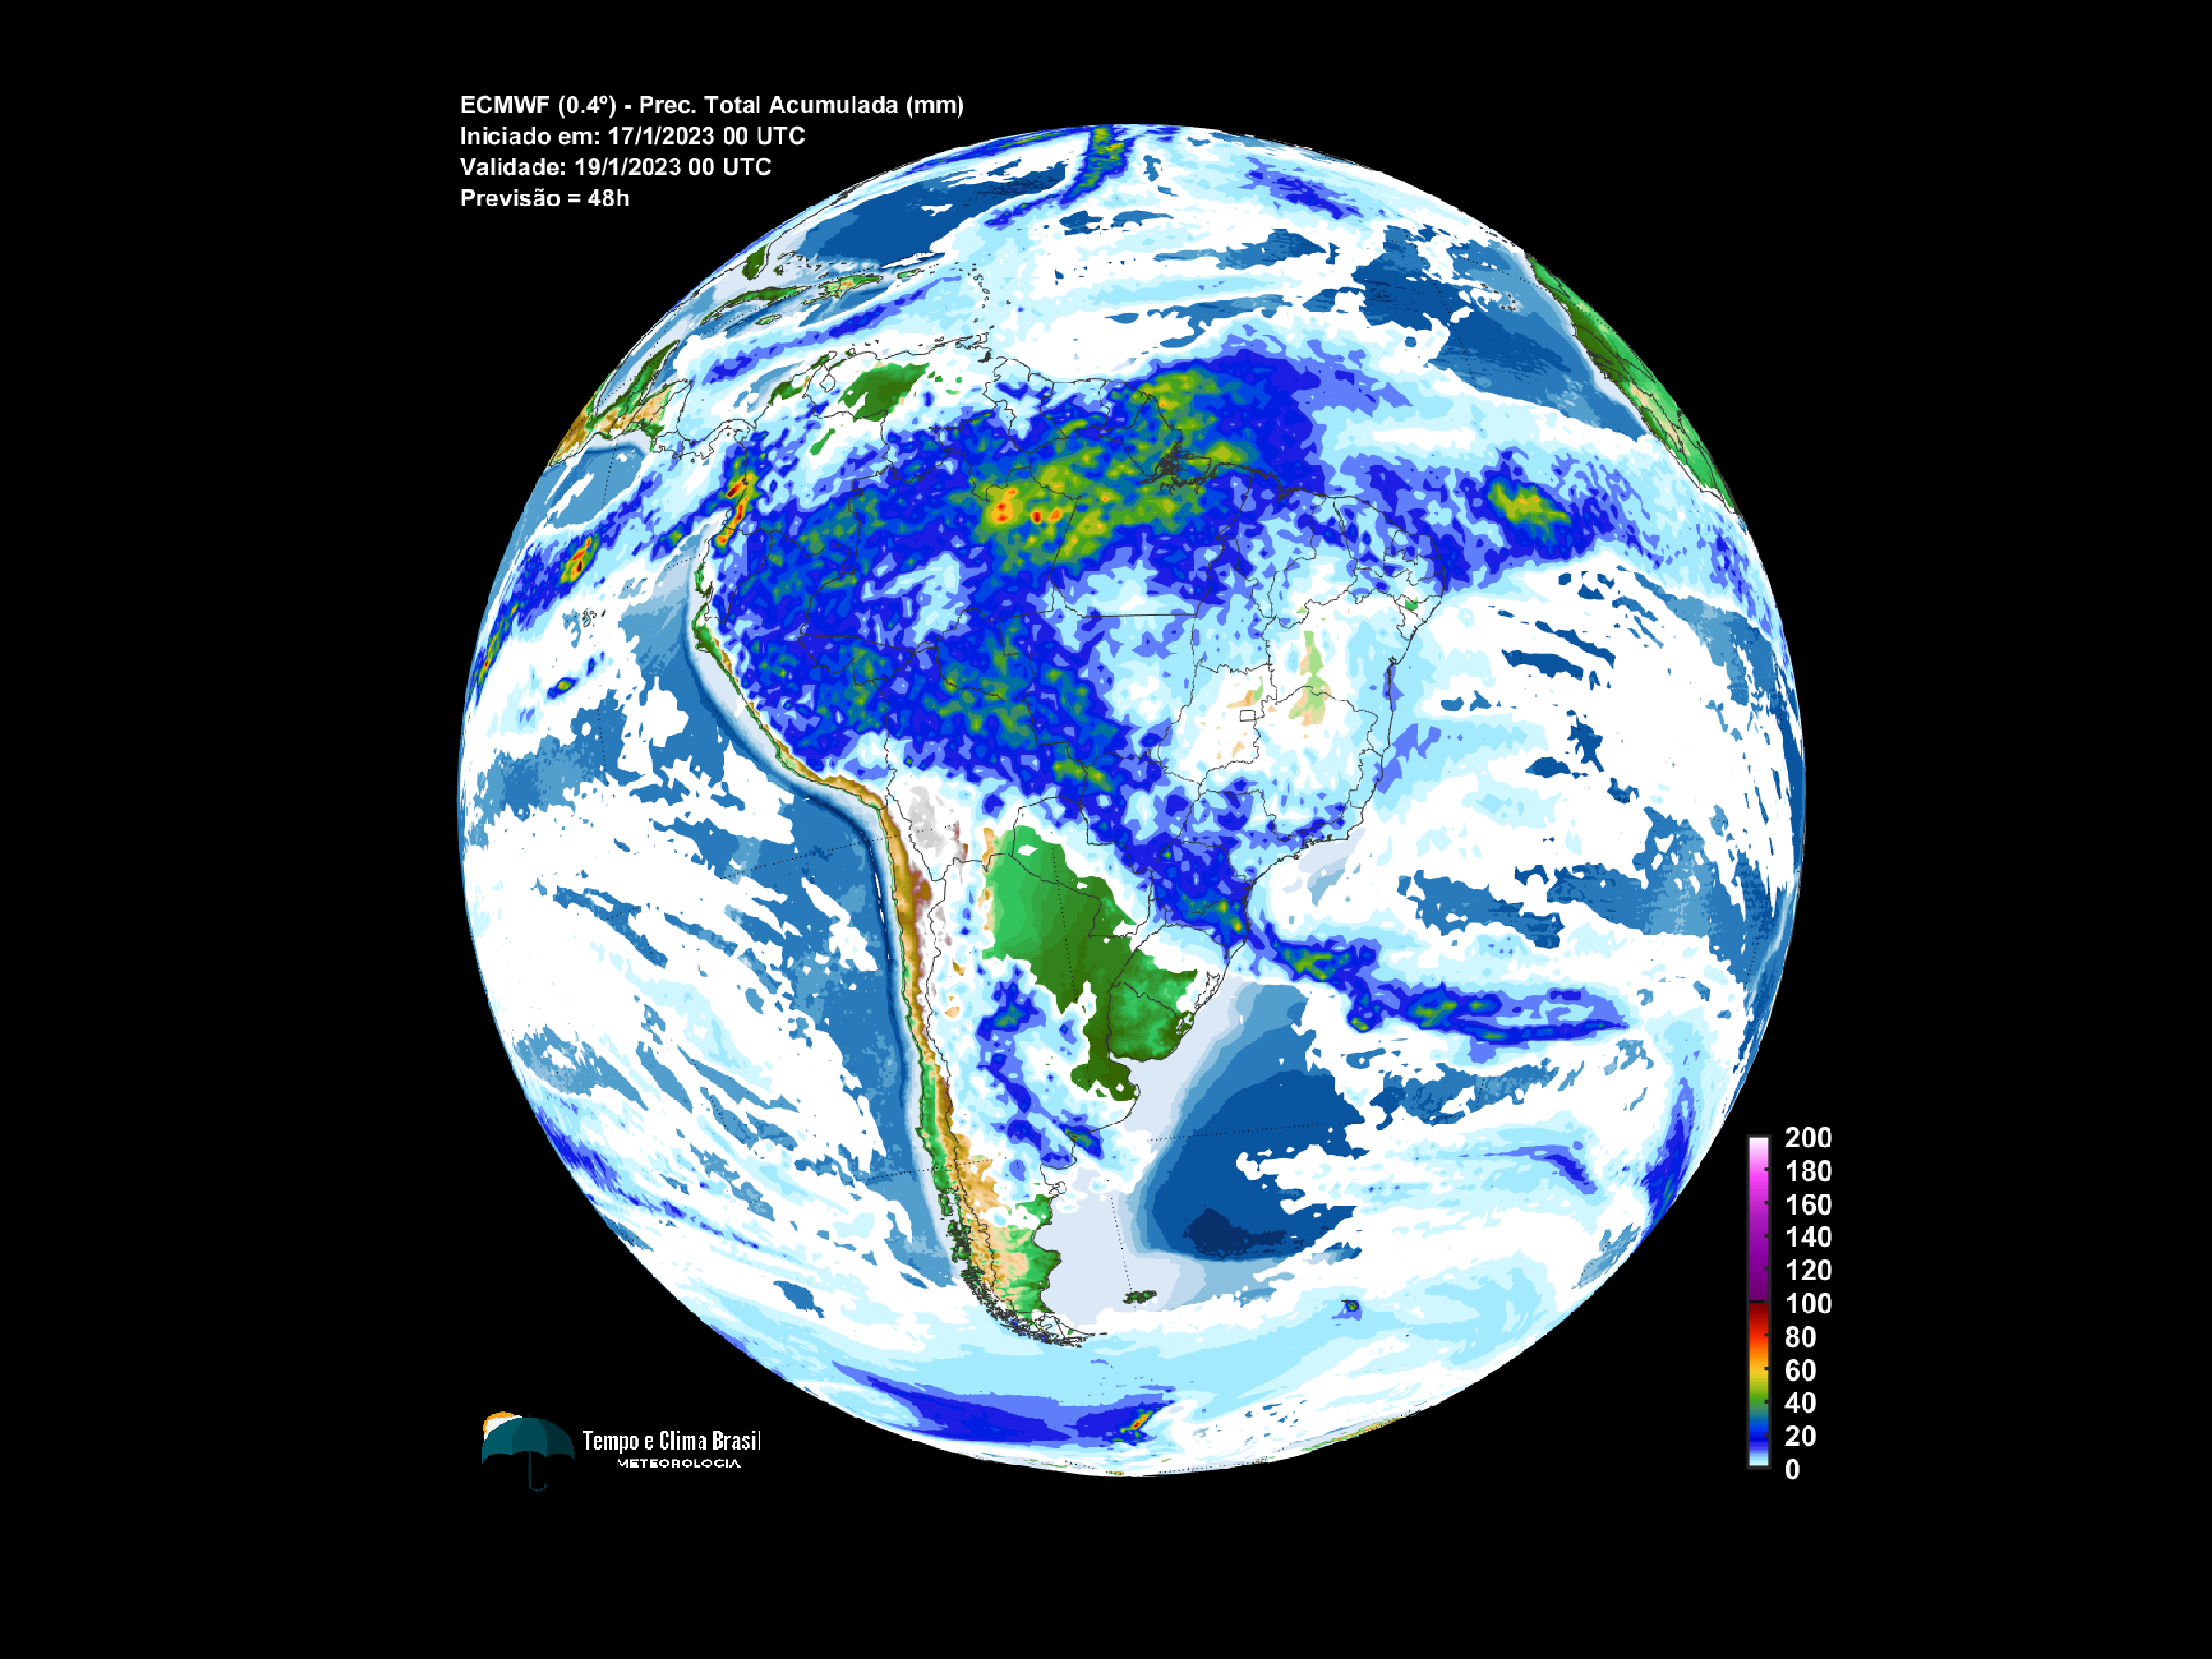 ECMWF (0.4º) - Prec. Total Acumulada (mm)
Iniciado em: 17/1/2023 00 UTC
Validade: 19/1/2023 00 UTC
Previsão = 48h
200
180
160
140
120
100
80
60
40
20
0
Tempo e Clima Brasil
METEOROLOGIA